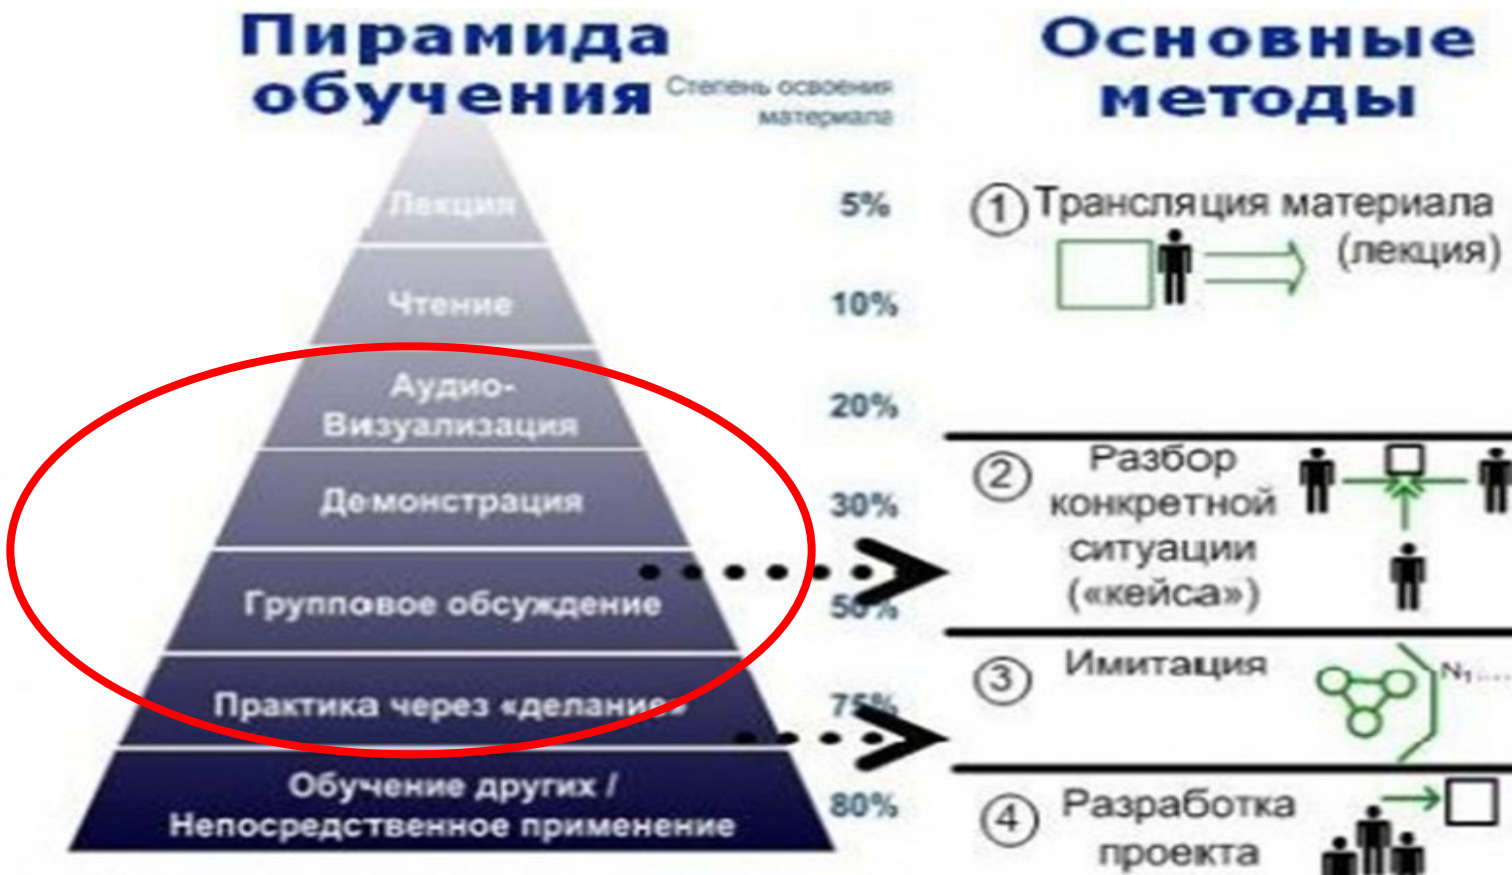 Пирамида
обучения
Степень освоения
материала
Лекция
5%
Чтение
10%
Аудио-
Визуализация
20%
Демонстрация
30%
Групповое обсуждение
50%
Практика через «делание»
75%
Обучение других /
Непосредственное применение
80%
Основные
методы
1 Трансляция материала
(лекция)
2 Разбор
конкретной
ситуации
(«кейса»)
3 Имитация
N₁....
4 Разработка
проекта